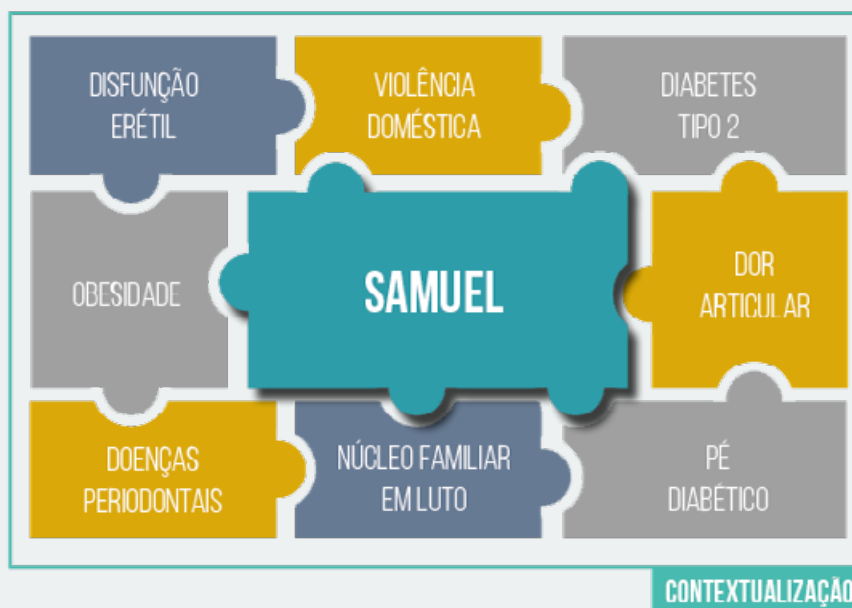 DISFUNÇÃO
ERÉTIL
VIOLÊNCIA
DOMÉSTICA
DIABETES
TIPO 2
OBESIDADE
SAMUEL
DOR
ARTICULAR
DOENÇAS
PERIODONTAIS
NÚCLEO FAMILIAR
EM LUTO
PÉ
DIABÉTICO
CONTEXTUALIZAÇÃO